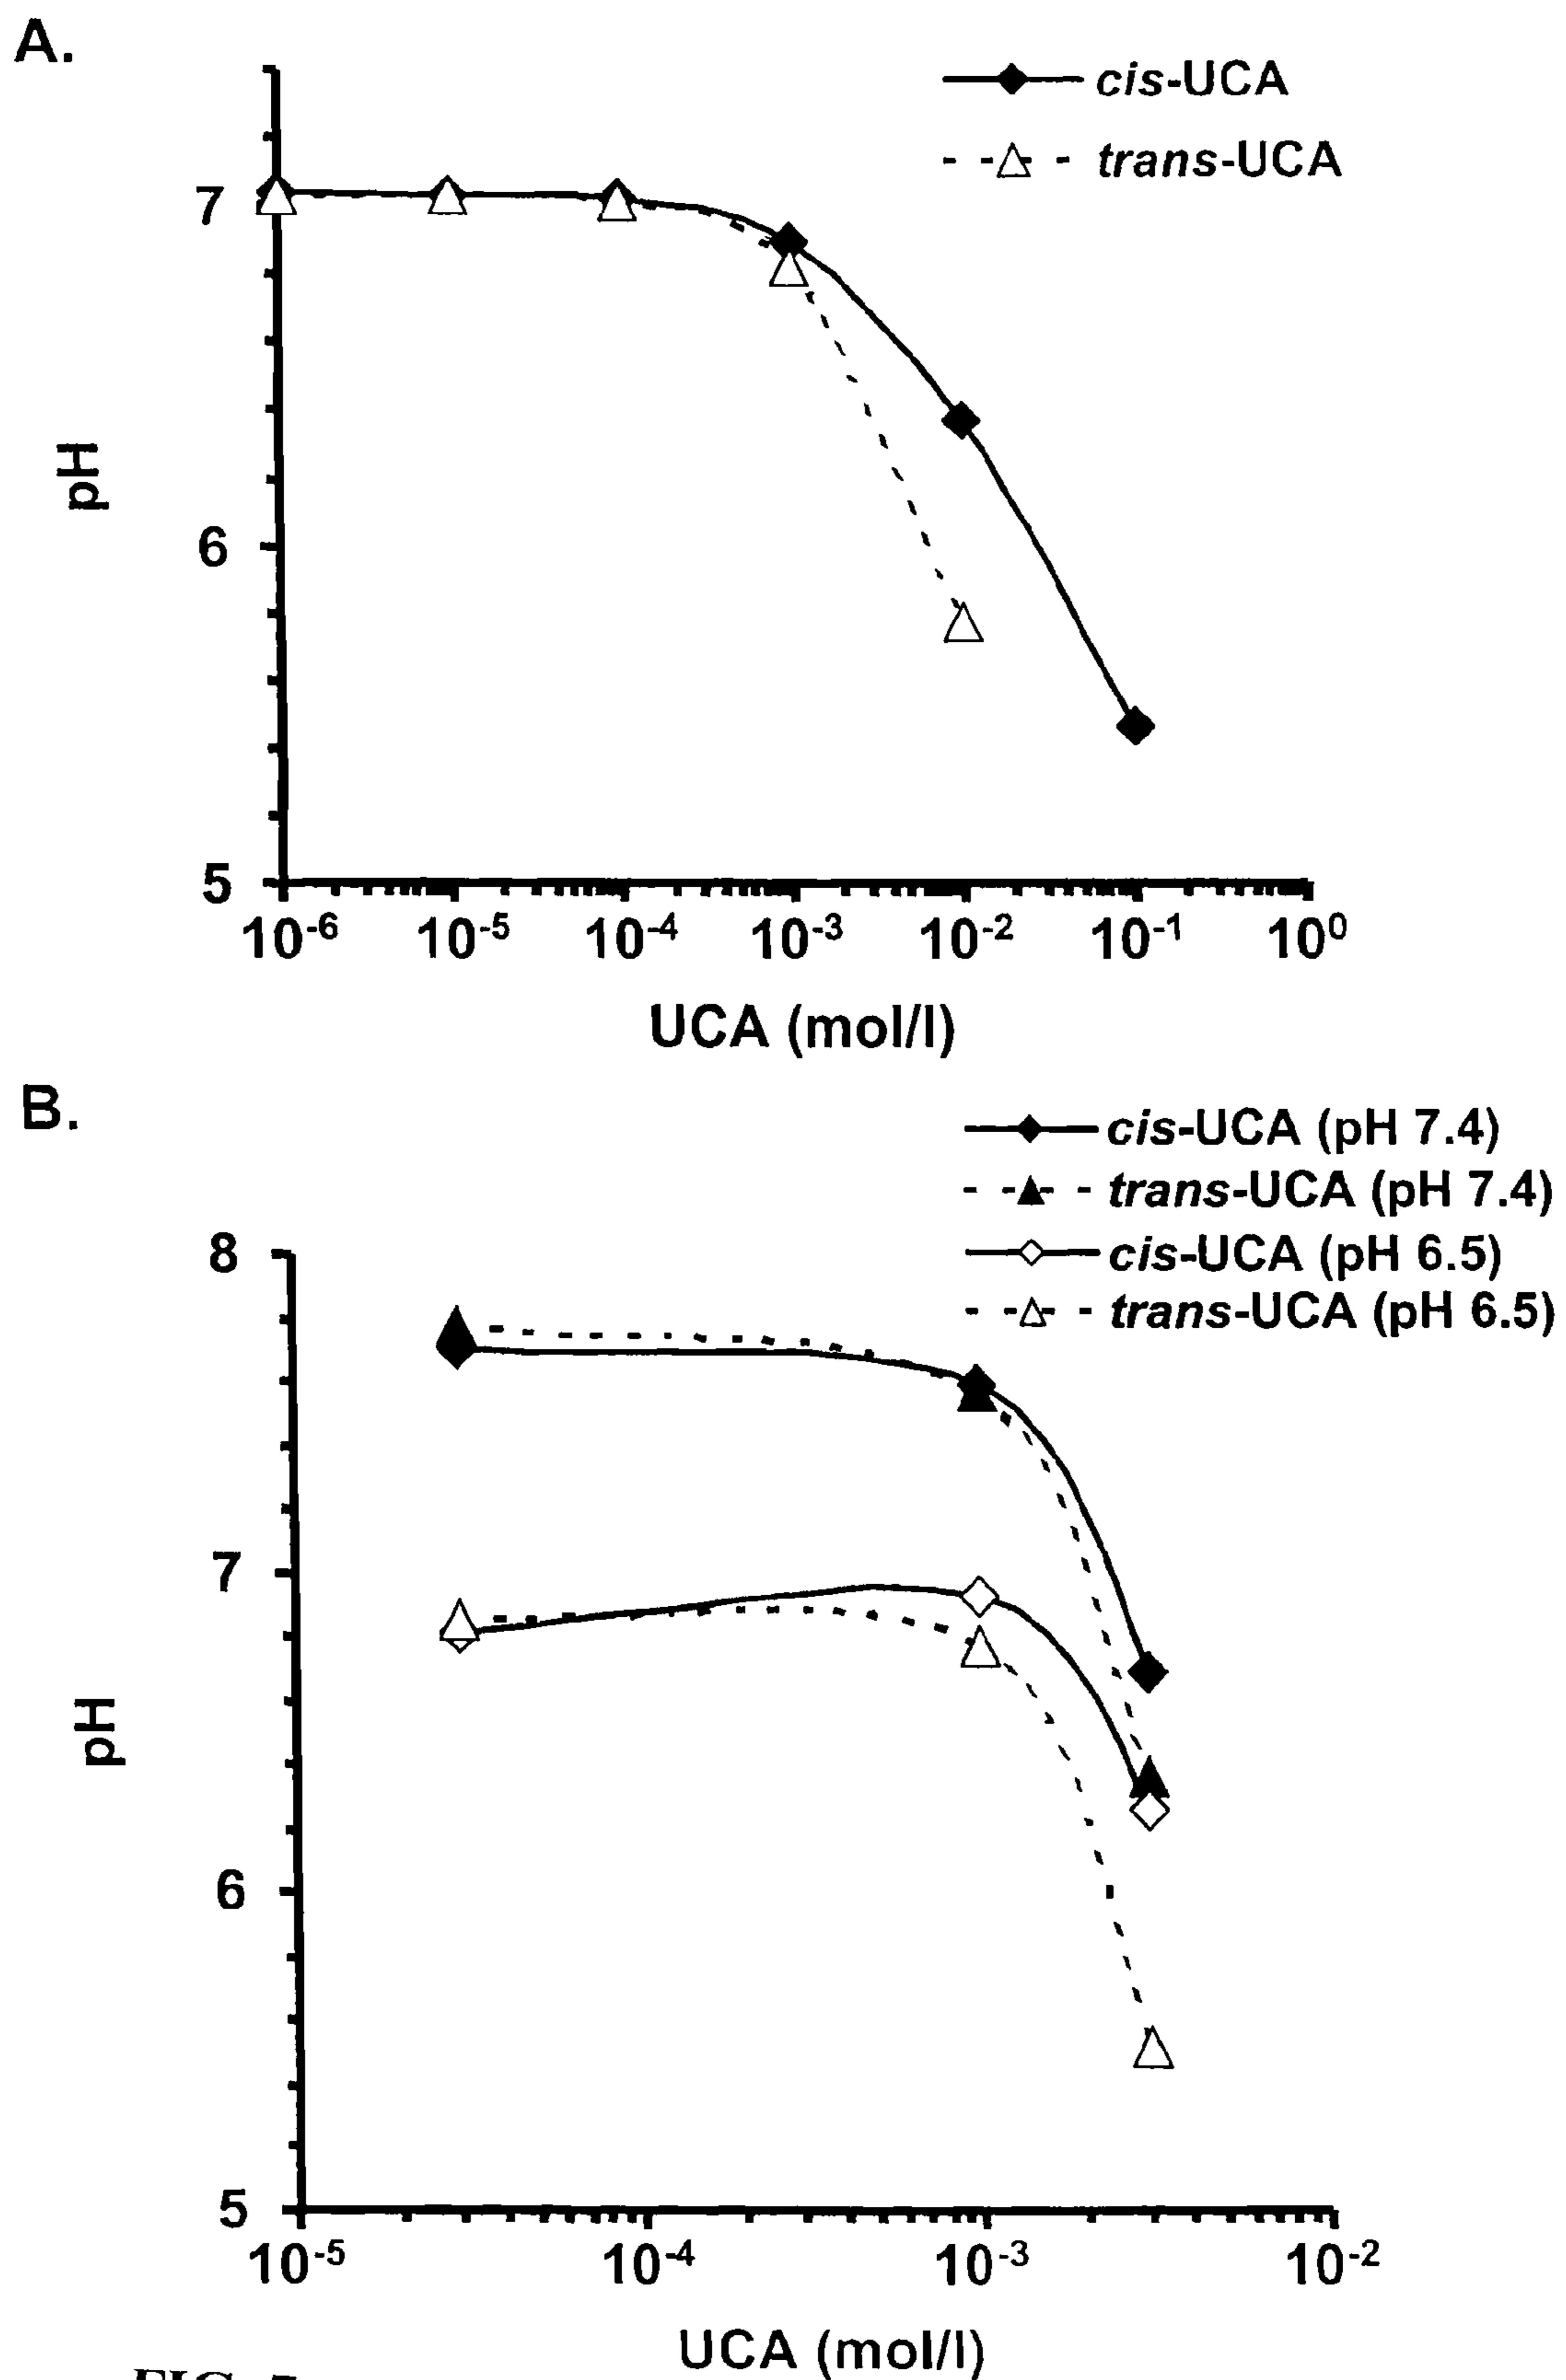 A.
cis-UCA
trans-UCA
7
6
5
pH
10⁻⁶ 10⁻⁵ 10⁻⁴ 10⁻³ 10⁻² 10⁻¹ 10⁰
UCA (mol/l)
B.
cis-UCA (pH 7.4)
trans-UCA (pH 7.4)
cis-UCA (pH 6.5)
trans-UCA (pH 6.5)
8
7
6
5
pH
10⁻⁵ 10⁻⁴ 10⁻³ 10⁻²
UCA (mol/l)